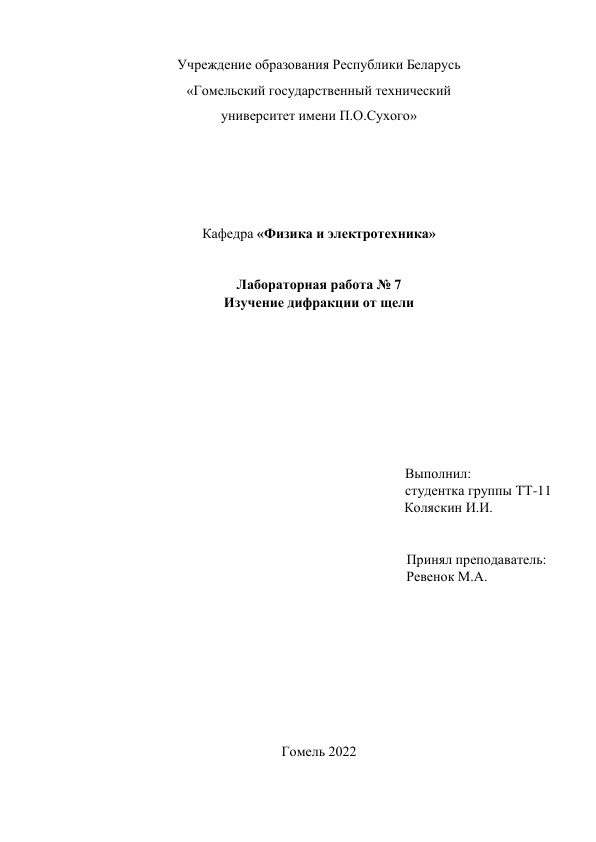 Учреждение образования Республики Беларусь
«Гомельский государственный технический
университет имени П.О.Сухого»
Кафедра «Физика и электротехника»
Лабораторная работа № 7
Изучение дифракции от щели
Выполнил:
студентка группы ТТ-11
Коляскин И.И.
Принял преподаватель:
Ревенок М.А.
Гомель 2022